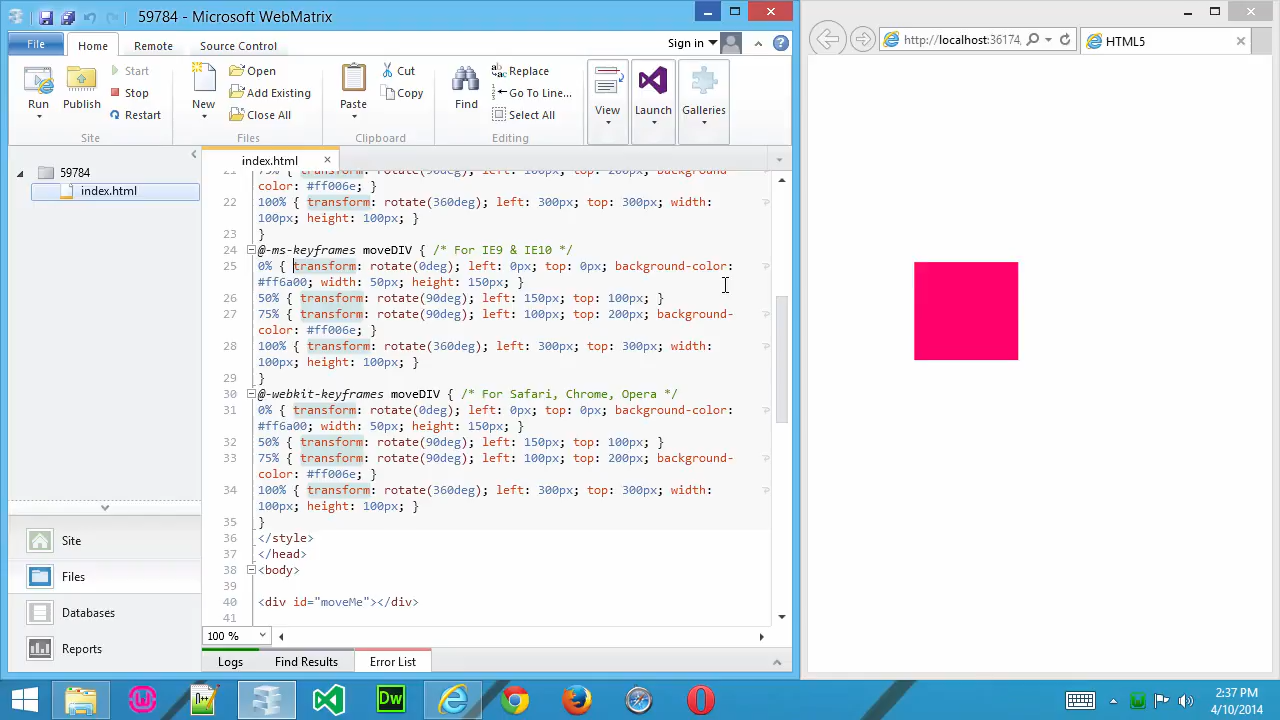 59784 - Microsoft WebMatrix
File
Home
Remote
Source Control
Sign in
Run
Publish
Start
Stop
Restart
Site
New
Open
Add Existing
Close All
Files
Paste
Cut
Copy
Clipboard
Find
Replace
Go To Line...
Select All
Editing
View
Launch
Galleries
59784
index.html
Site
Files
Databases
Reports
index.html
21 75% { transform: rotate(90deg); left: 100px; top: 200px; background-
color: #ff006e; }
22 100% { transform: rotate(360deg); left: 300px; top: 300px; width:
100px; height: 100px; }
23 }
24 @-ms-keyframes moveDIV { /* For IE9 & IE10 */
25 0% { transform: rotate(0deg); left: 0px; top: 0px; background-color:
#ff6a00; width: 50px; height: 150px; }
26 50% { transform: rotate(90deg); left: 150px; top: 100px; }
27 75% { transform: rotate(90deg); left: 100px; top: 200px; background-
color: #ff006e; }
28 100% { transform: rotate(360deg); left: 300px; top: 300px; width:
100px; height: 100px; }
29 }
30 @-webkit-keyframes moveDIV { /* For Safari, Chrome, Opera */
31 0% { transform: rotate(0deg); left: 0px; top: 0px; background-color:
#ff6a00; width: 50px; height: 150px; }
32 50% { transform: rotate(90deg); left: 150px; top: 100px; }
33 75% { transform: rotate(90deg); left: 100px; top: 200px; background-
color: #ff006e; }
34 100% { transform: rotate(360deg); left: 300px; top: 300px; width:
100px; height: 100px; }
35 }
36 </style>
37 </head>
38 <body>
39
40 <div id="moveMe"></div>
41
100 %
Logs
Find Results
Error List
http://localhost:36174,
HTML5
Dw
2:37 PM
4/10/2014